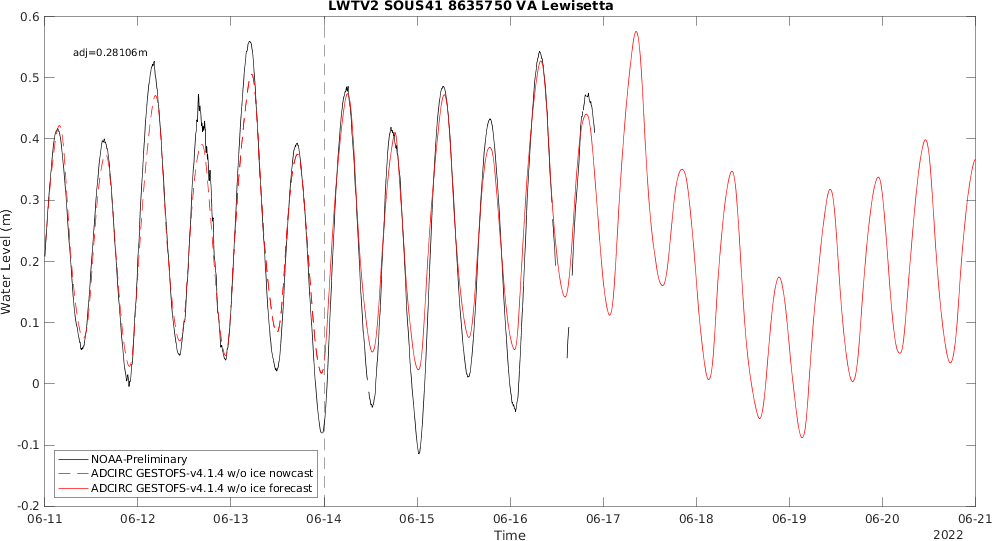 LWTV2 SOUS41 8635750 VA Lewisetta
adj=0.28106m
0.6
0.5
0.4
0.3
0.2
0.1
0
-0.1
-0.2
Water Level (m)
NOAA-Preliminary
ADCIRC GESTOFS-v4.1.4 w/o ice nowcast
ADCIRC GESTOFS-v4.1.4 w/o ice forecast
06-11 06-12 06-13 06-14 06-15 06-16 06-17 06-18 06-19 06-20 06-21
Time
2022